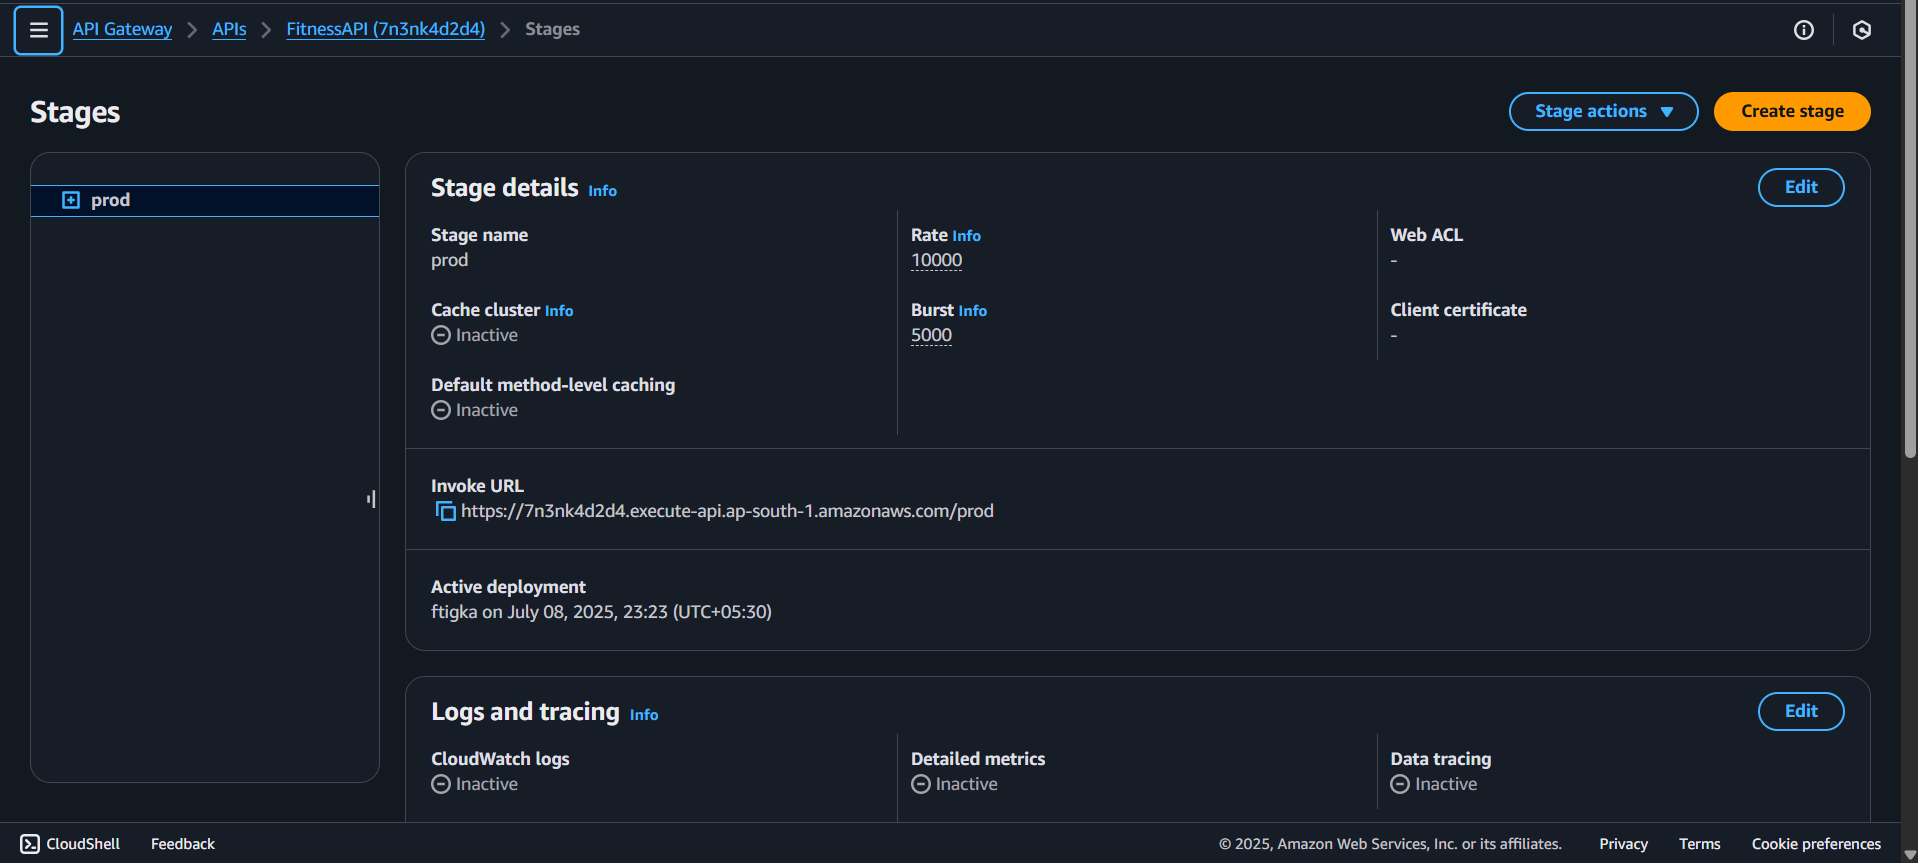 API Gateway > APIs > FitnessAPI (7n3nk4d2d4) > Stages
Stages
Stage actions
Create stage
prod
Stage details Info
Edit
Stage name
prod
Rate Info
10000
Web ACL
-
Cache cluster Info
Inactive
Burst Info
5000
Client certificate
-
Default method-level caching
Inactive
Invoke URL
https://7n3nk4d2d4.execute-api.ap-south-1.amazonaws.com/prod
Active deployment
ftigka on July 08, 2025, 23:23 (UTC+05:30)
Logs and tracing Info
Edit
CloudWatch logs
Inactive
Detailed metrics
Inactive
Data tracing
Inactive
CloudShell Feedback © 2025, Amazon Web Services, Inc. or its affiliates. Privacy Terms Cookie preferences